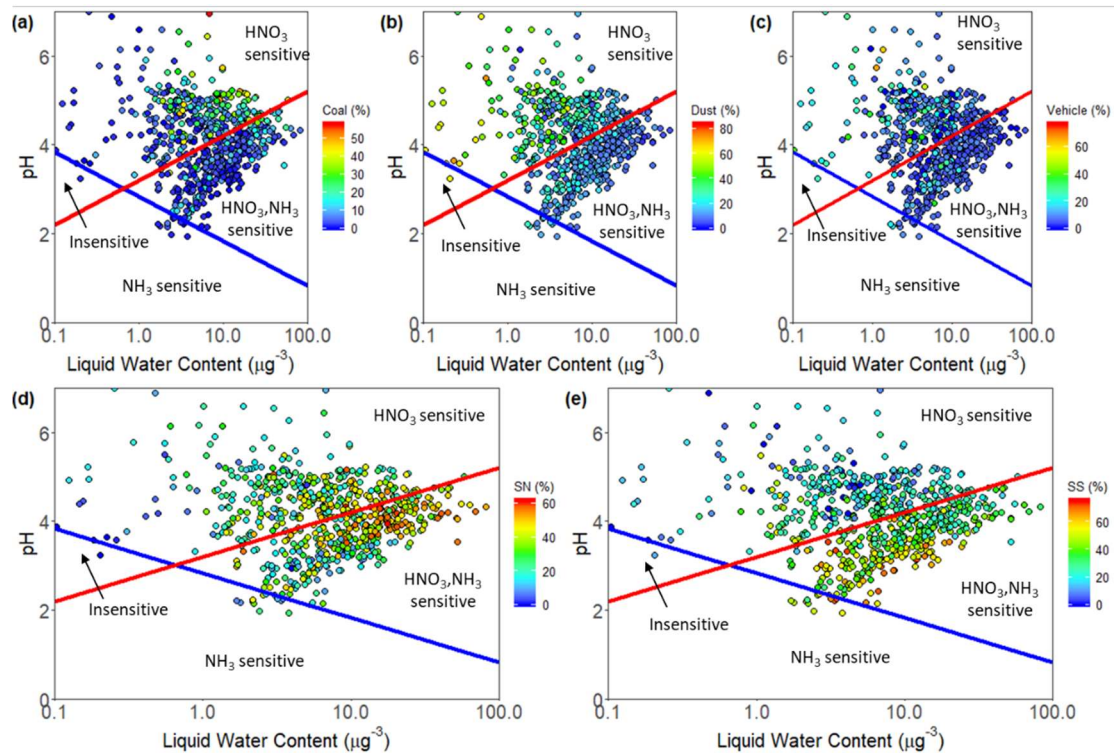 (a)
HNO3
sensitive
6
4
2
0
pH
Insensitive
HNO3,NH3
sensitive
NH3 sensitive
0.1 1.0 10.0 100.0
Liquid Water Content (μg-3)
Coal (%)
60
50
40
30
20
10
0
(b)
HNO3
sensitive
6
4
2
0
pH
Insensitive
HNO3,NH3
sensitive
NH3 sensitive
0.1 1.0 10.0 100.0
Liquid Water Content (μg-3)
Dust (%)
80
60
40
20
0
(c)
HNO3
sensitive
6
4
2
0
pH
Insensitive
HNO3,NH3
sensitive
NH3 sensitive
0.1 1.0 10.0 100.0
Liquid Water Content (μg-3)
Vehicle (%)
60
40
20
0
(d)
HNO3 sensitive
6
4
2
0
pH
Insensitive
HNO3,NH3
sensitive
NH3 sensitive
0.1 1.0 10.0 100.0
Liquid Water Content (μg-3)
SN (%)
60
40
20
0
(e)
HNO3 sensitive
6
4
2
0
pH
Insensitive
HNO3,NH3
sensitive
NH3 sensitive
0.1 1.0 10.0 100.0
Liquid Water Content (μg-3)
SS (%)
80
60
40
20
0